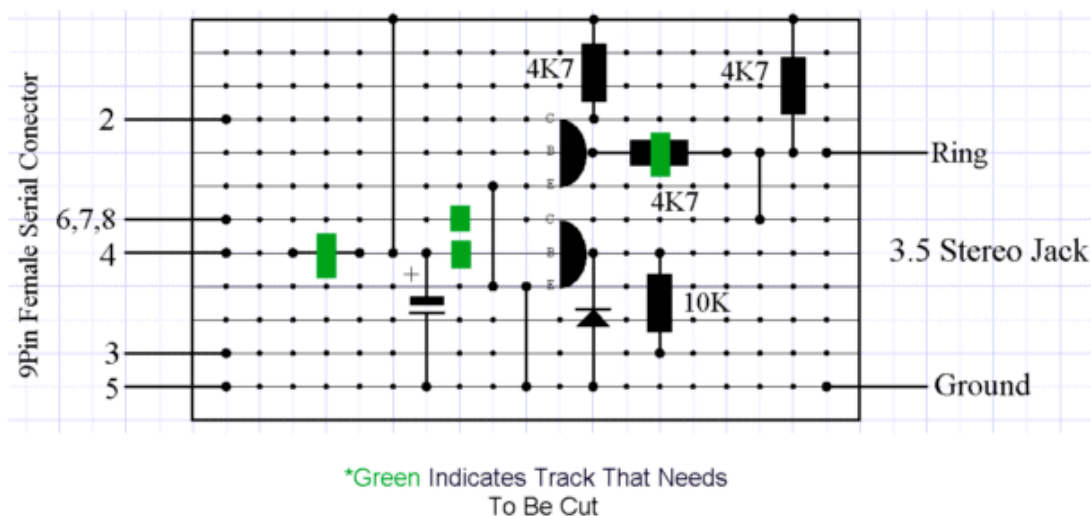 9Pin Female Serial Conector
2
6,7,8
4
3
5
4K7
4K7
C
B
E
4K7
C
B
E
+
10K
Ring
3.5 Stereo Jack
Ground
*Green Indicates Track That Needs
To Be Cut